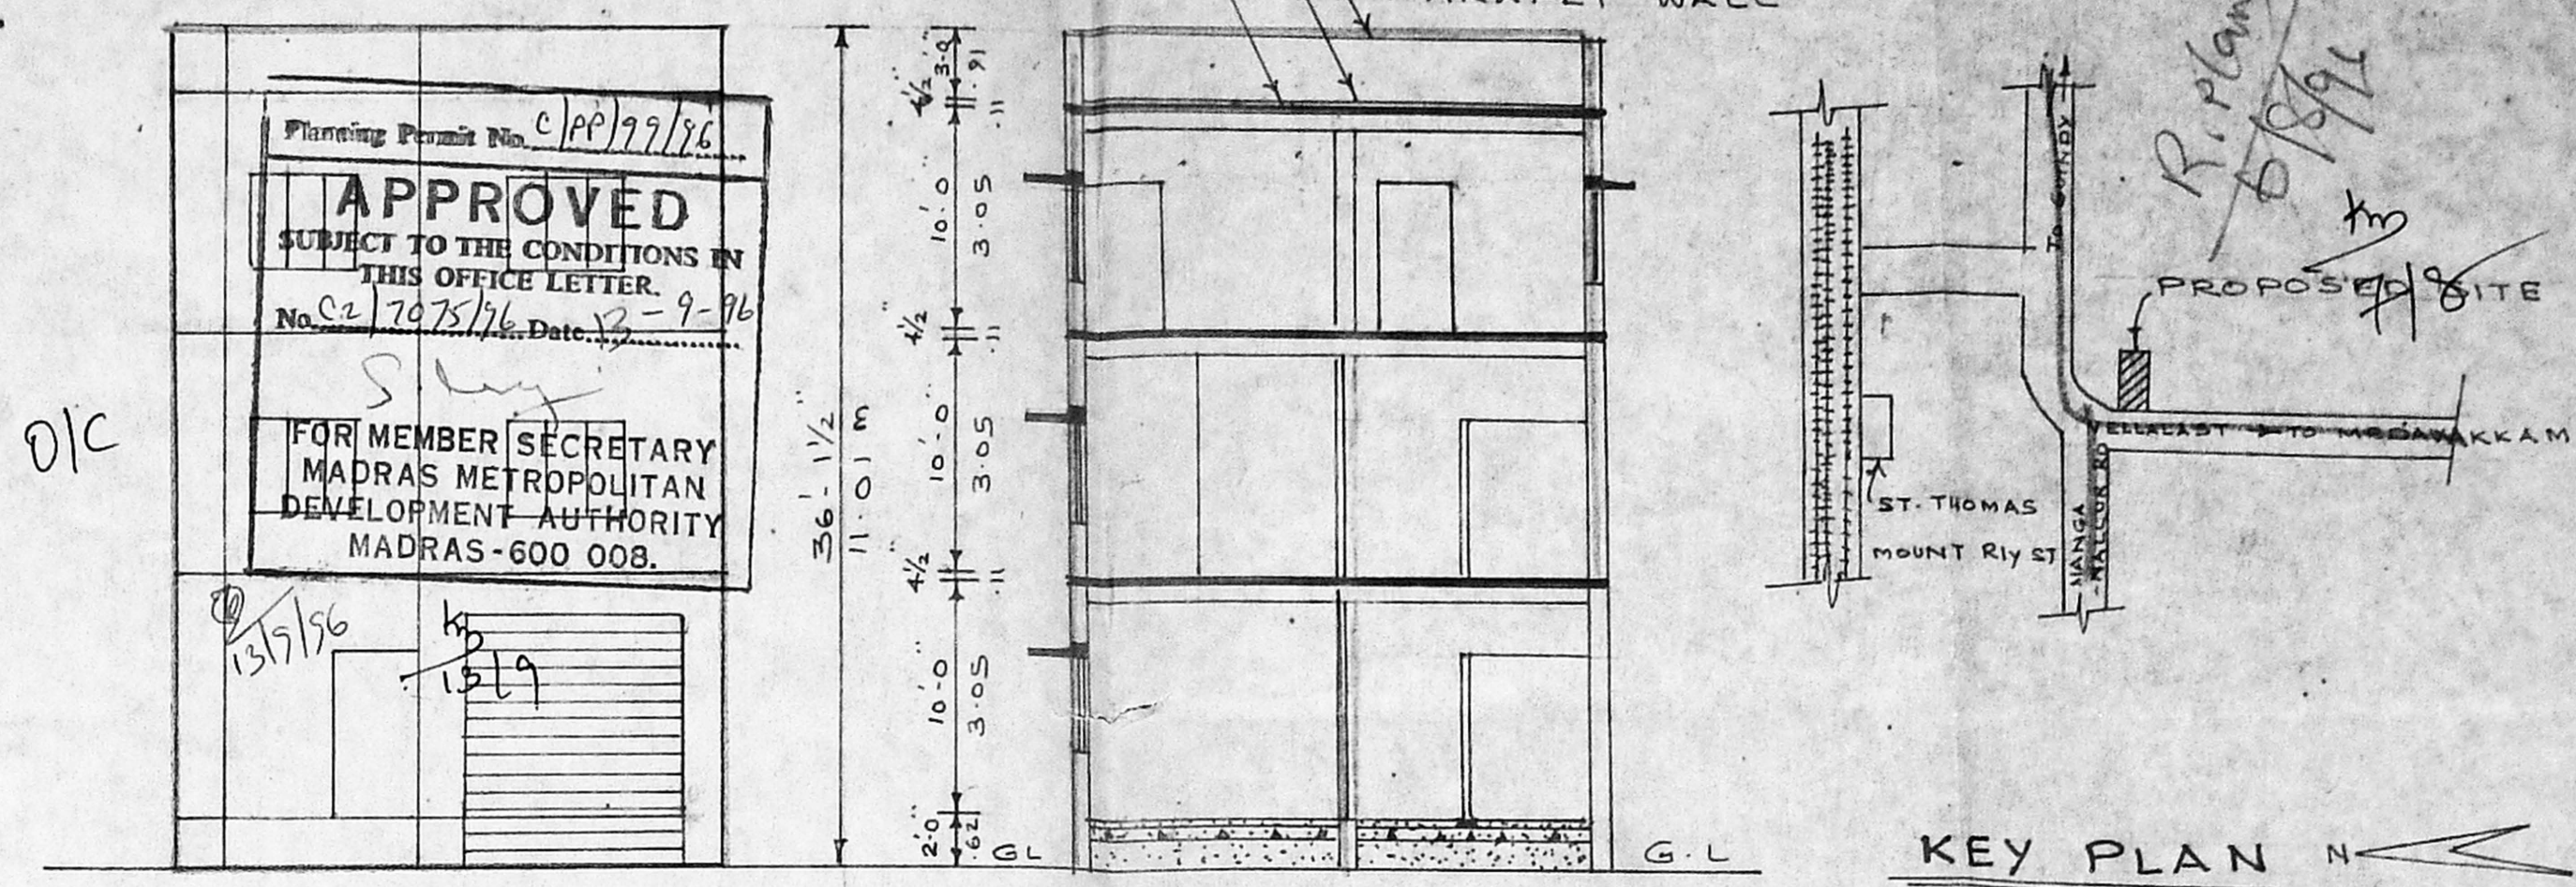 WALL
Planning Permit No. C/PP/99/96
APPROVED
SUBJECT TO THE CONDITIONS IN
THIS OFFICE LETTER.
No. C2/7075/96 Date. 13-9-96
FOR MEMBER SECRETARY
MADRAS METROPOLITAN
DEVELOPMENT AUTHORITY
MADRAS-600 008.
O/C
13/9/96
13/9
36'-1½"
11.013
3'-0"
.91
4½"
.11
10'-0"
3.05
4½"
.11
10'-0"
3.05
4½"
.11
10'-0"
3.05
2'-0"
.62
GL
G.L
R. Plan
6/8/96
7/8
PROPOSED SITE
TO GUINDY
VELLALAST → TO MEDAVAKKAM
ST. THOMAS
MOUNT Rly ST
NANGA
-NALLUR RD
KEY PLAN N